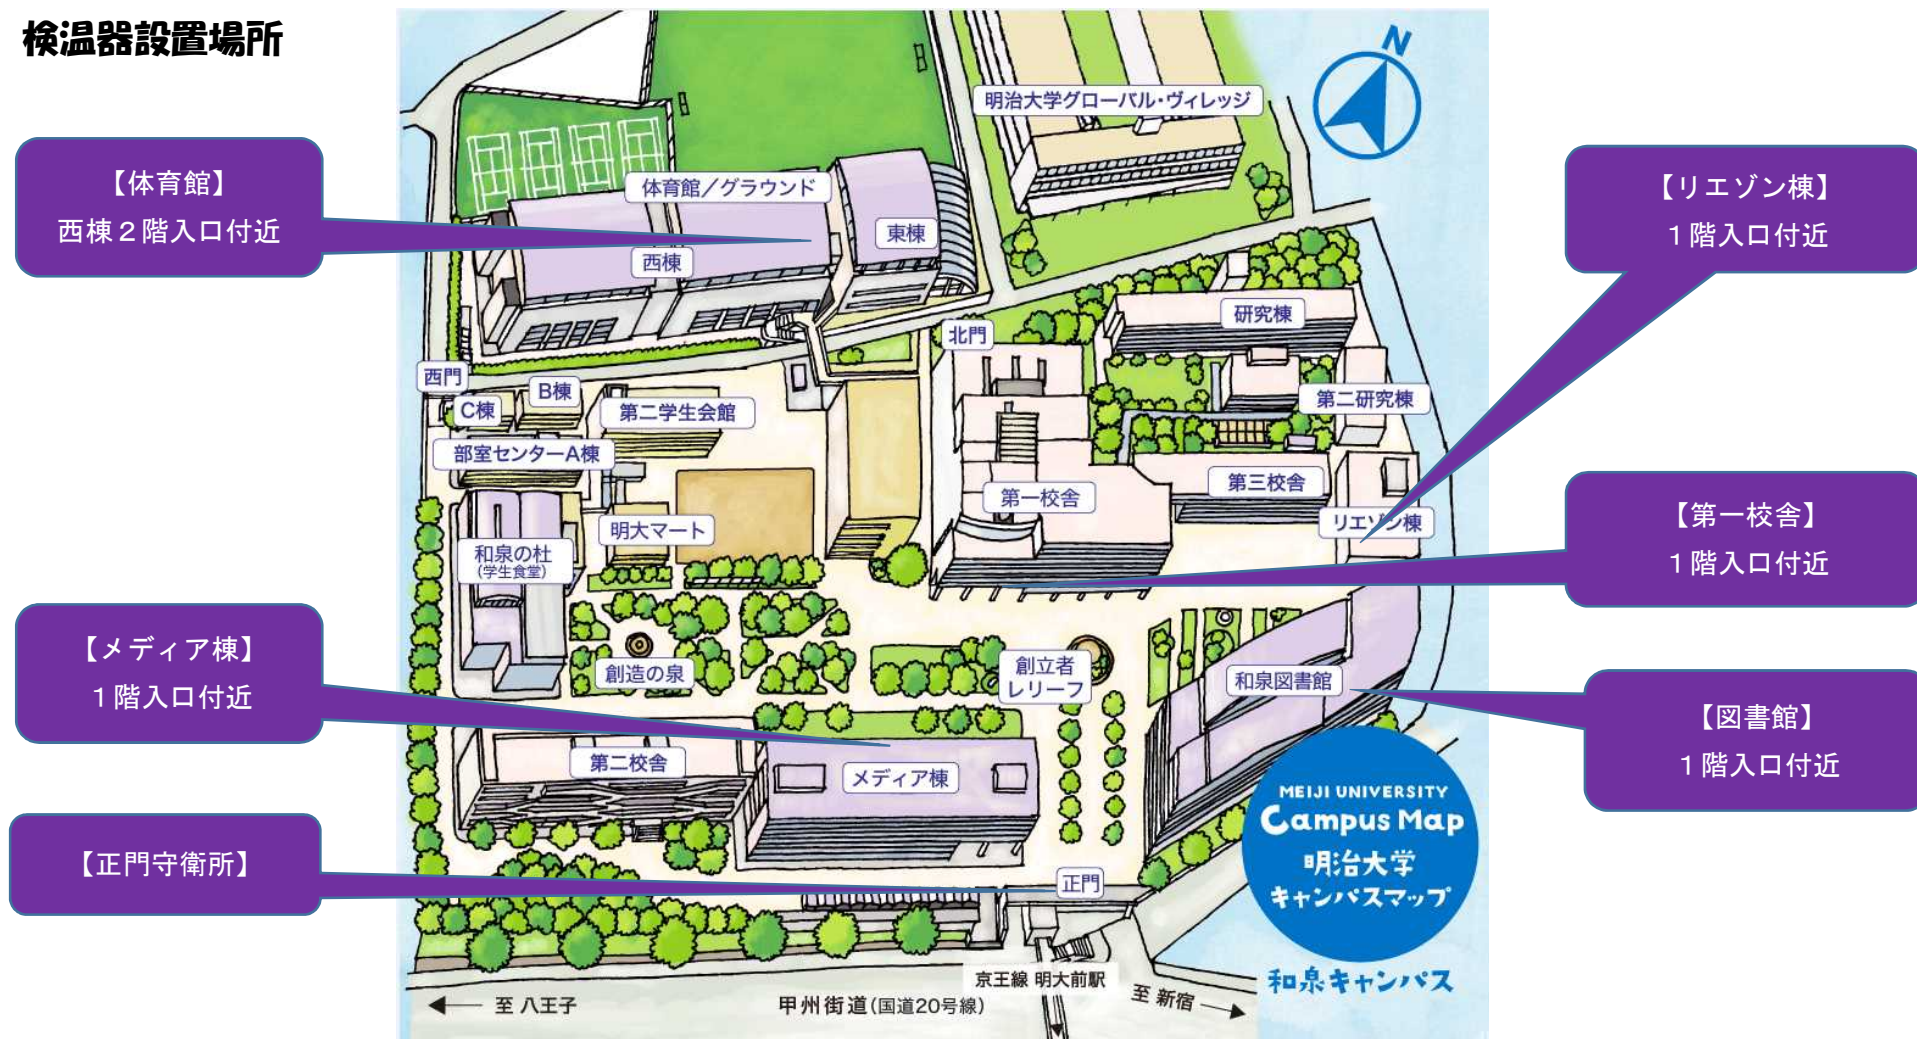 検温器設置場所
N
明治大学グローバル・ヴィレッジ
【体育館】
西棟２階入口付近
体育館／グラウンド
東棟
西棟
【リエゾン棟】
１階入口付近
研究棟
北門
西門
C棟
B棟
第二学生会館
第二研究棟
部室センターA棟
第一校舎
第三校舎
リエゾン棟
明大マート
和泉の杜
(学生食堂)
【第一校舎】
１階入口付近
【メディア棟】
１階入口付近
創造の泉
創立者
レリーフ
和泉図書館
【図書館】
１階入口付近
第二校舎
メディア棟
MEIJI UNIVERSITY
Campus Map
明治大学
キャンパスマップ
【正門守衛所】
正門
和泉キャンパス
京王線 明大前駅
至 八王子
甲州街道(国道20号線)
至 新宿